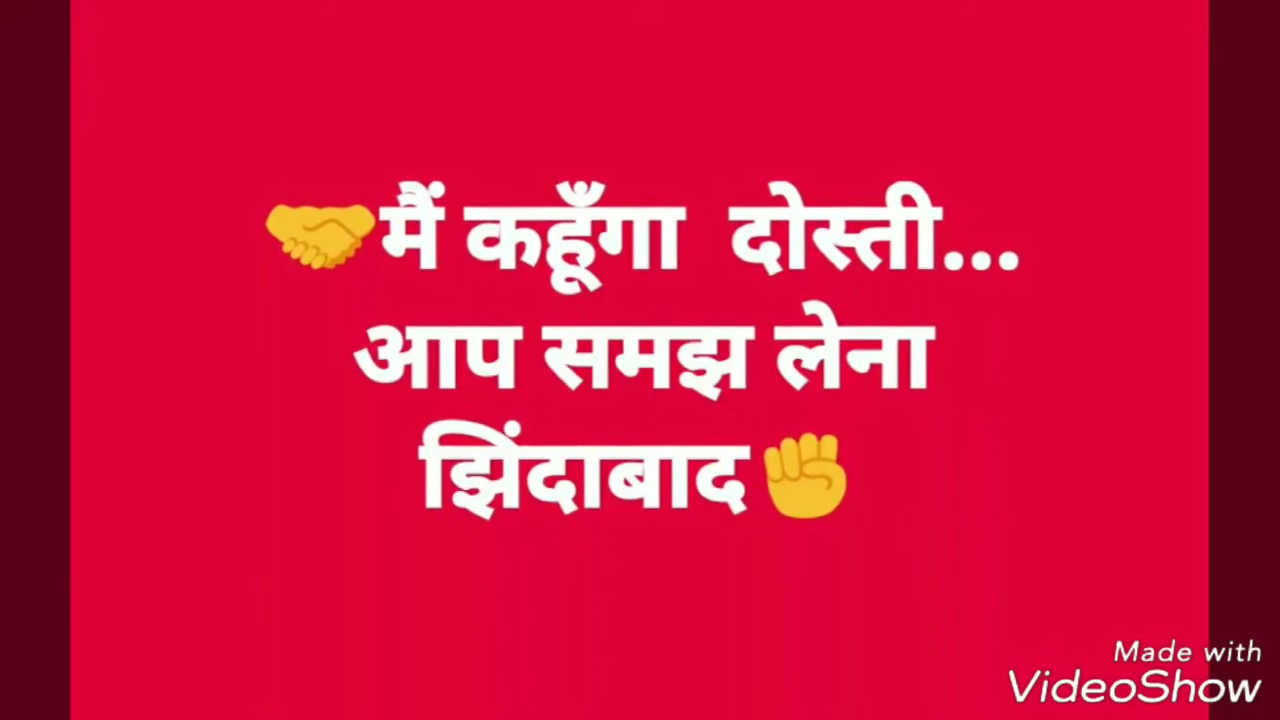 🤝मैं कहूँगा दोस्ती...
आप समझ लेना
झिंदाबाद✊
Made with
VideoShow